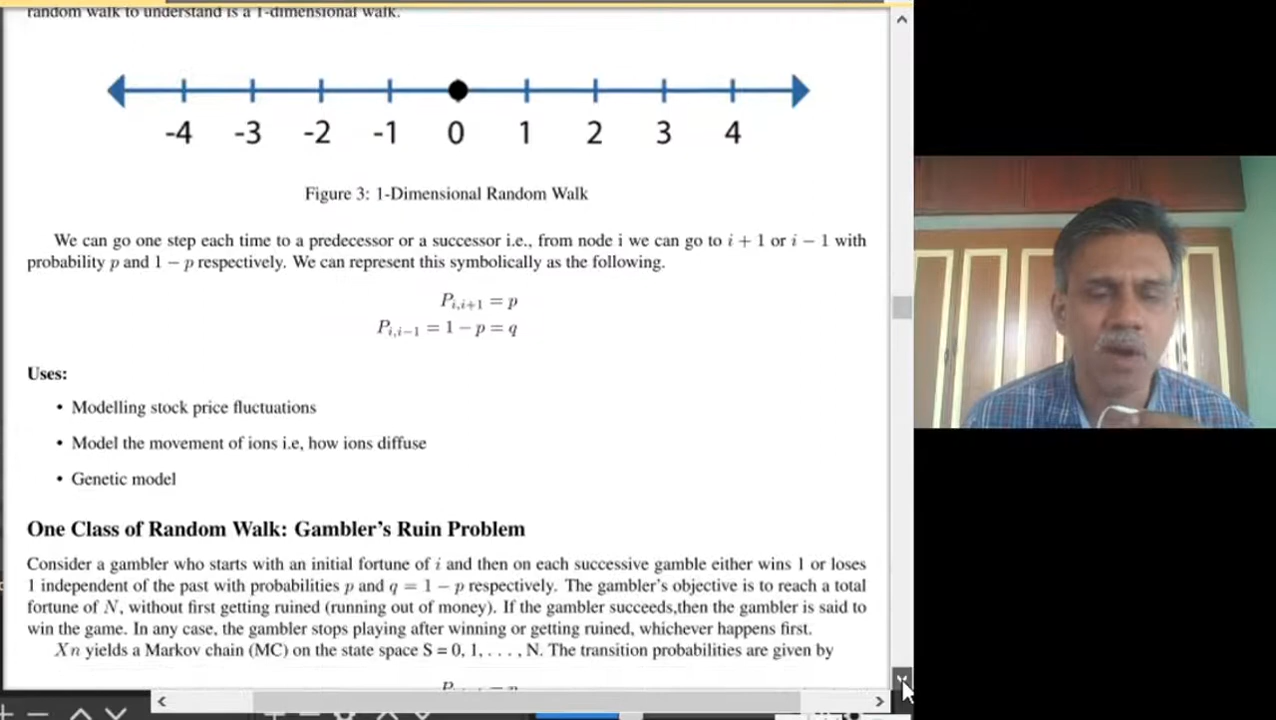 random walk to understand is a 1-dimensional walk.
-4 -3 -2 -1 0 1 2 3 4
Figure 3: 1-Dimensional Random Walk
We can go one step each time to a predecessor or a successor i.e., from node i we can go to i + 1 or i − 1 with
probability p and 1 − p respectively. We can represent this symbolically as the following.
P_{i,i+1} = p
P_{i,i−1} = 1 − p = q
Uses:
• Modelling stock price fluctuations
• Model the movement of ions i.e, how ions diffuse
• Genetic model
One Class of Random Walk: Gambler's Ruin Problem
Consider a gambler who starts with an initial fortune of i and then on each successive gamble either wins 1 or loses
1 independent of the past with probabilities p and q = 1 − p respectively. The gambler's objective is to reach a total
fortune of N, without first getting ruined (running out of money). If the gambler succeeds,then the gambler is said to
win the game. In any case, the gambler stops playing after winning or getting ruined, whichever happens first.
Xn yields a Markov chain (MC) on the state space S = 0, 1, . . . , N. The transition probabilities are given by